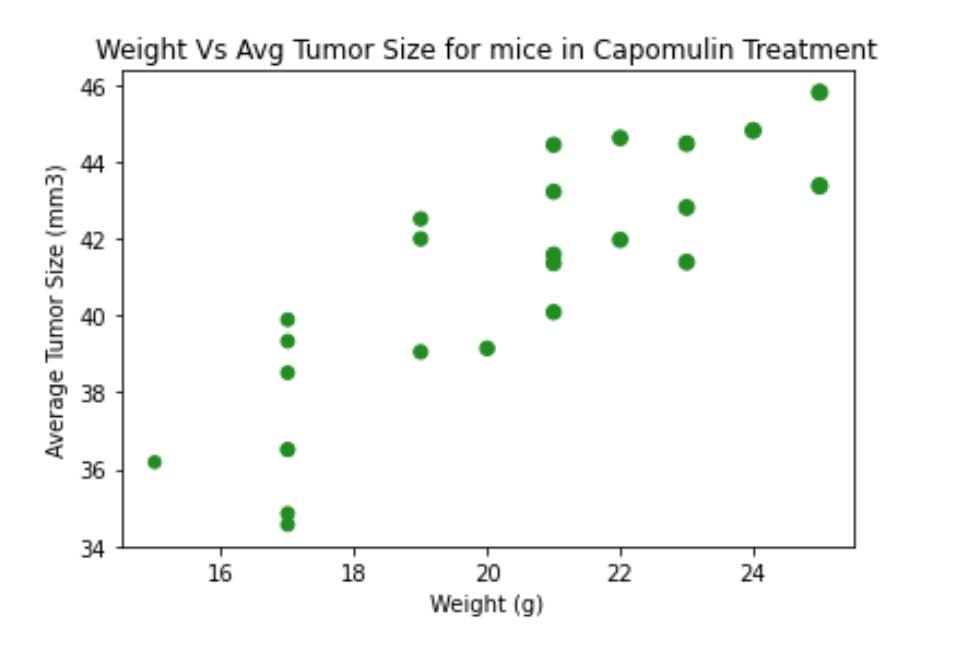 Weight Vs Avg Tumor Size for mice in Capomulin Treatment
46
44
42
40
38
36
34
Average Tumor Size (mm3)
16 18 20 22 24
Weight (g)